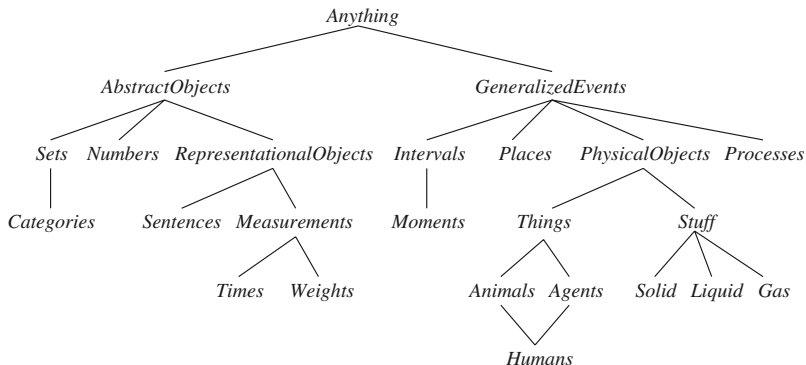 Anything
AbstractObjects GeneralizedEvents
Sets Numbers RepresentationalObjects Intervals Places PhysicalObjects Processes
Categories Sentences Measurements Moments Things Stuff
Times Weights Animals Agents Solid Liquid Gas
Humans